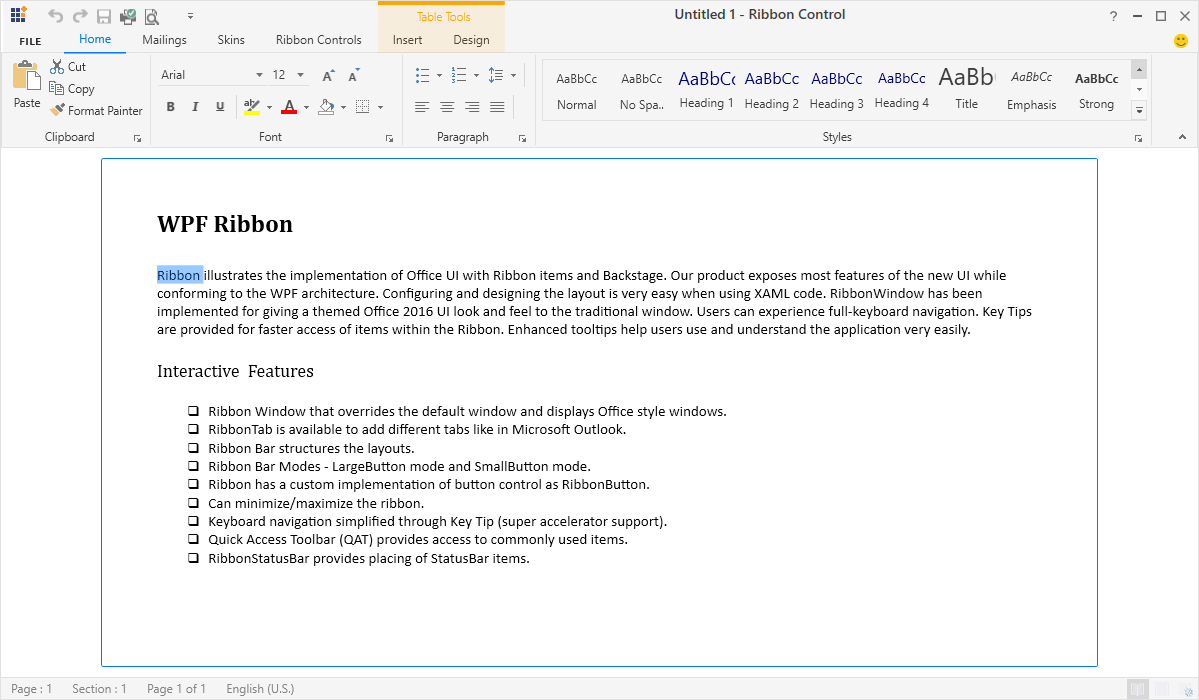 Table Tools
Untitled 1 - Ribbon Control
?
FILE
Home
Mailings
Skins
Ribbon Controls
Insert
Design
Paste
Cut
Copy
Format Painter
Clipboard
Arial
12
A
A
B
I
U
ab
A
Font
Paragraph
AaBbCc
Normal
AaBbCc
No Spa..
AaBbCc
Heading 1
AaBbCc
Heading 2
AaBbCc
Heading 3
AaBbCc
Heading 4
AaBb
Title
AaBbCc
Emphasis
AaBbCc
Strong
Styles
WPF Ribbon
Ribbon illustrates the implementation of Office UI with Ribbon items and Backstage. Our product exposes most features of the new UI while
conforming to the WPF architecture. Configuring and designing the layout is very easy when using XAML code. RibbonWindow has been
implemented for giving a themed Office 2016 UI look and feel to the traditional window. Users can experience full-keyboard navigation. Key Tips
are provided for faster access of items within the Ribbon. Enhanced tooltips help users use and understand the application very easily.
Interactive Features
Ribbon Window that overrides the default window and displays Office style windows.
RibbonTab is available to add different tabs like in Microsoft Outlook.
Ribbon Bar structures the layouts.
Ribbon Bar Modes - LargeButton mode and SmallButton mode.
Ribbon has a custom implementation of button control as RibbonButton.
Can minimize/maximize the ribbon.
Keyboard navigation simplified through Key Tip (super accelerator support).
Quick Access Toolbar (QAT) provides access to commonly used items.
RibbonStatusBar provides placing of StatusBar items.
Page : 1
Section : 1
Page 1 of 1
English (U.S.)